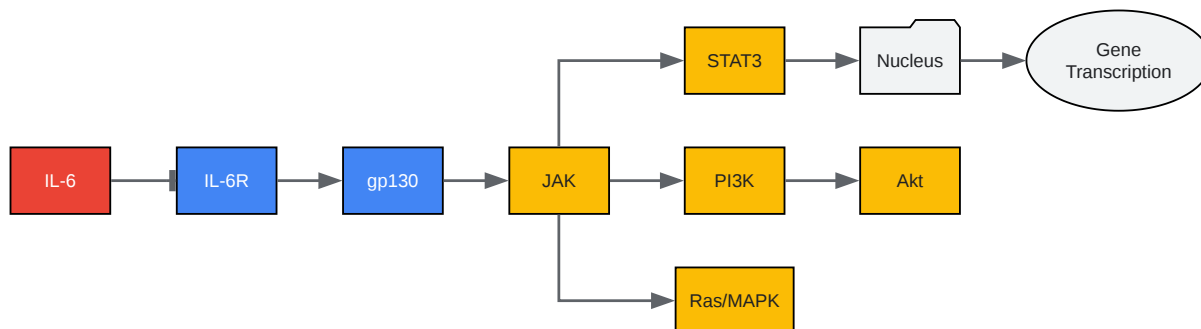 STAT3
Nucleus
Gene
Transcription
IL-6
IL-6R
gp130
JAK
PI3K
Akt
Ras/MAPK